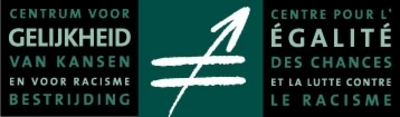 CENTRUM VOOR
GELIJKHEID
VAN KANSEN
EN VOOR RACISME
BESTRIJDING
CENTRE POUR L'
ÉGALITÉ
DES CHANCES
ET LA LUTTE CONTRE
LE RACISME